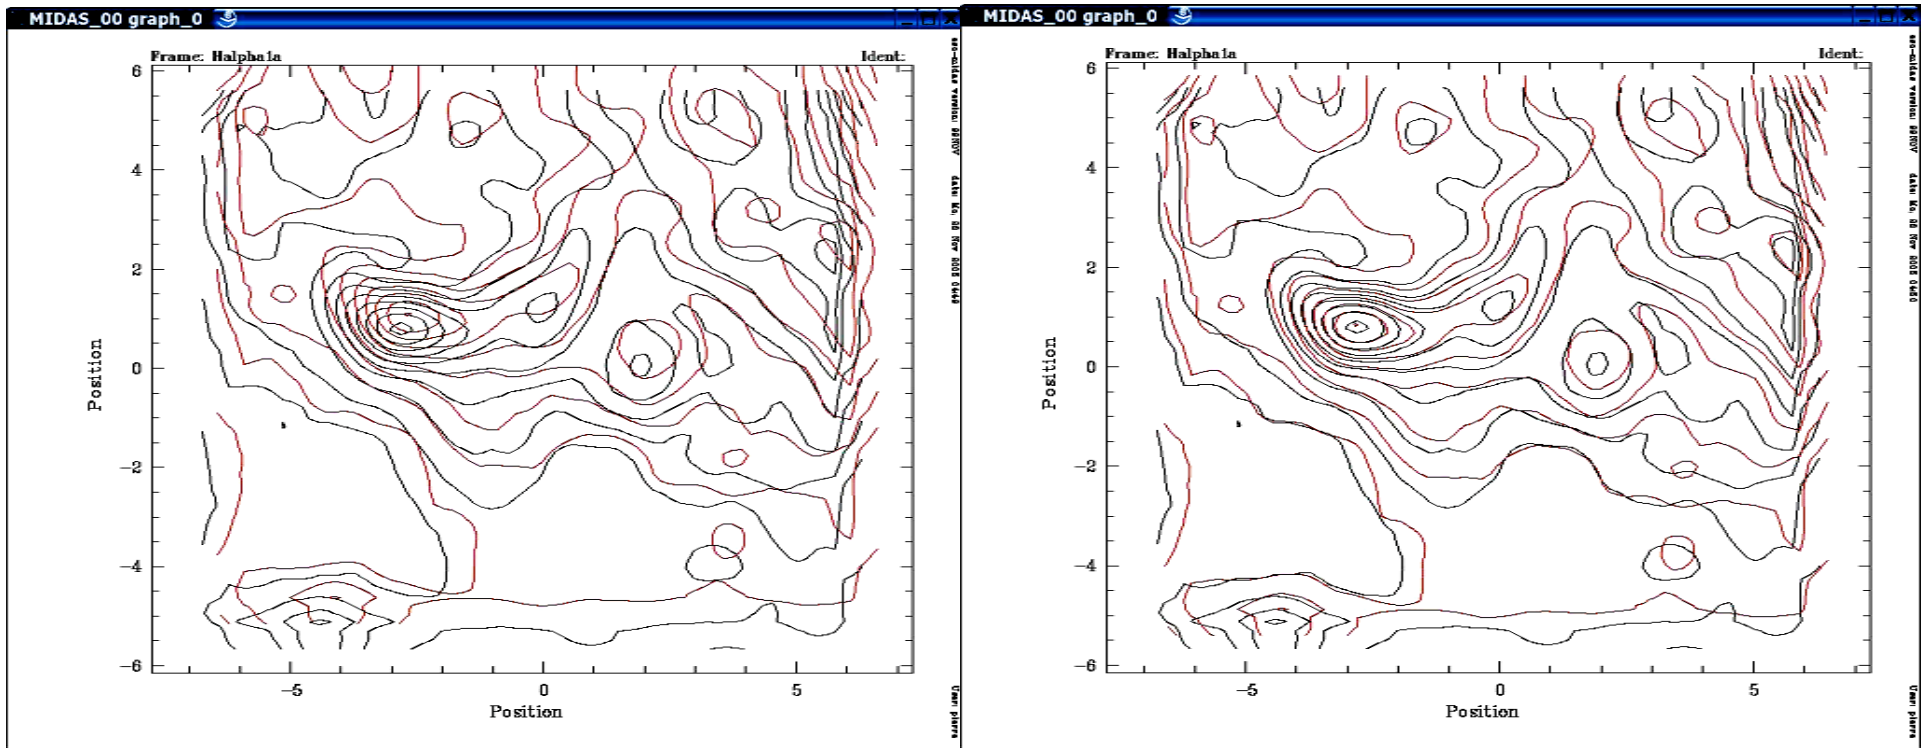 MIDAS_00 graph_0
Frame: Halpha1a
Ident:
6
4
2
0
−2
−4
−6
Position
−5
0
5
Position
MIDAS_00 graph_0
Frame: Halpha1a
Ident:
6
4
2
0
−2
−4
−6
Position
−5
0
5
Position